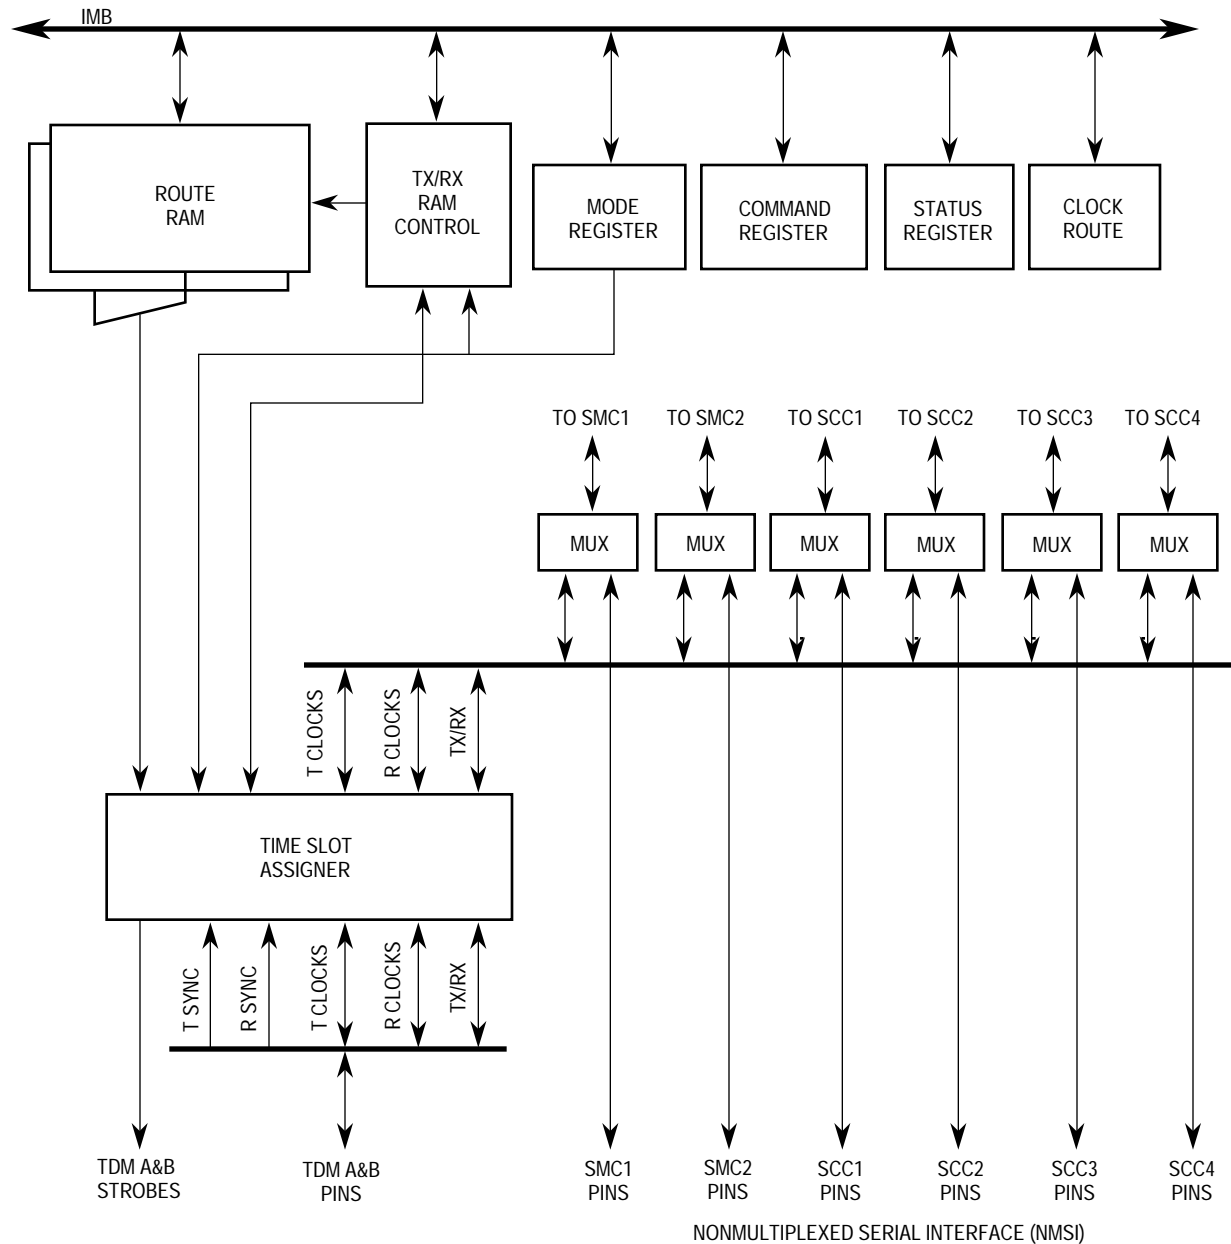 IMB
ROUTE
RAM
TX/RX
RAM
CONTROL
MODE
REGISTER
COMMAND
REGISTER
STATUS
REGISTER
CLOCK
ROUTE
TO SMC1
TO SMC2
TO SCC1
TO SCC2
TO SCC3
TO SCC4
MUX
MUX
MUX
MUX
MUX
MUX
T CLOCKS
R CLOCKS
TX/RX
TIME SLOT
ASSIGNER
T SYNC
R SYNC
T CLOCKS
R CLOCKS
TX/RX
TDM A&B
STROBES
TDM A&B
PINS
SMC1
PINS
SMC2
PINS
SCC1
PINS
SCC2
PINS
SCC3
PINS
SCC4
PINS
NONMULTIPLEXED SERIAL INTERFACE (NMSI)